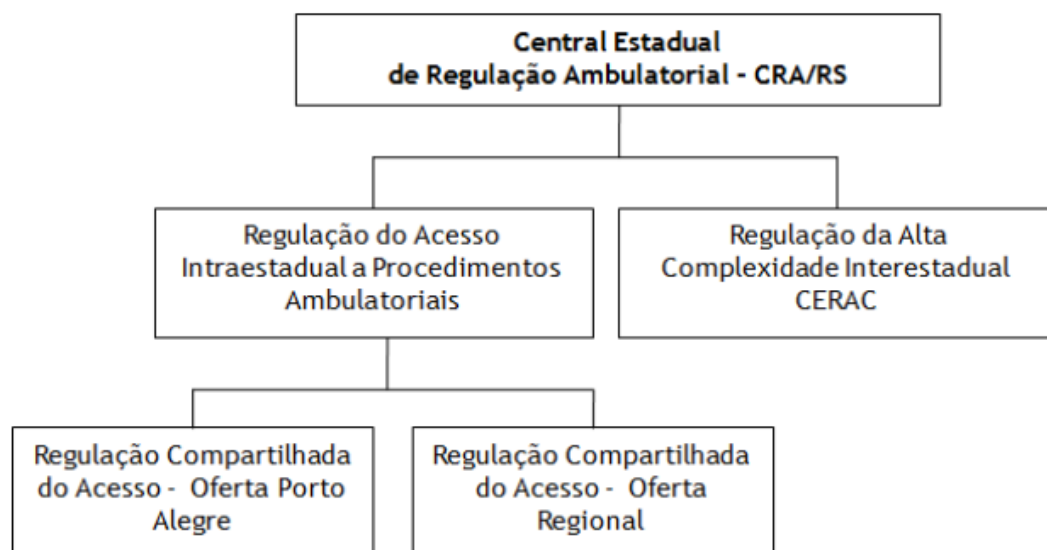 Central Estadual
de Regulação Ambulatorial - CRA/RS
Regulação do Acesso
Intraestadual a Procedimentos
Ambulatoriais
Regulação da Alta
Complexidade Interestadual
CERAC
Regulação Compartilhada
do Acesso - Oferta Porto
Alegre
Regulação Compartilhada
do Acesso - Oferta
Regional